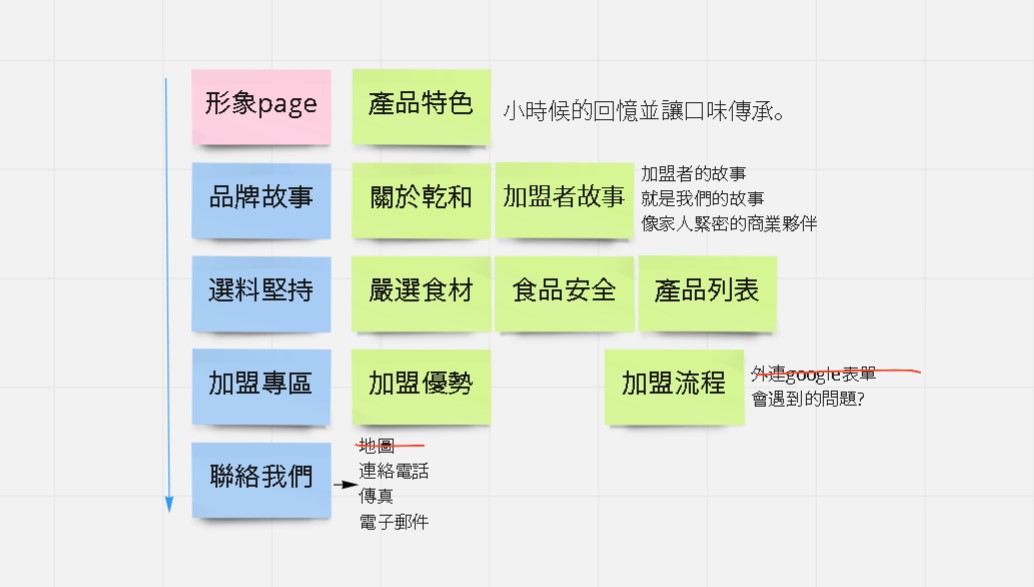 形象page
產品特色
小時候的回憶並讓口味傳承。
品牌故事
關於乾和
加盟者故事
加盟者的故事
就是我們的故事
像家人緊密的商業夥伴
選料堅持
嚴選食材
食品安全
產品列表
加盟專區
加盟優勢
加盟流程
外連google表單
會遇到的問題?
聯絡我們
地圖
連絡電話
傳真
電子郵件